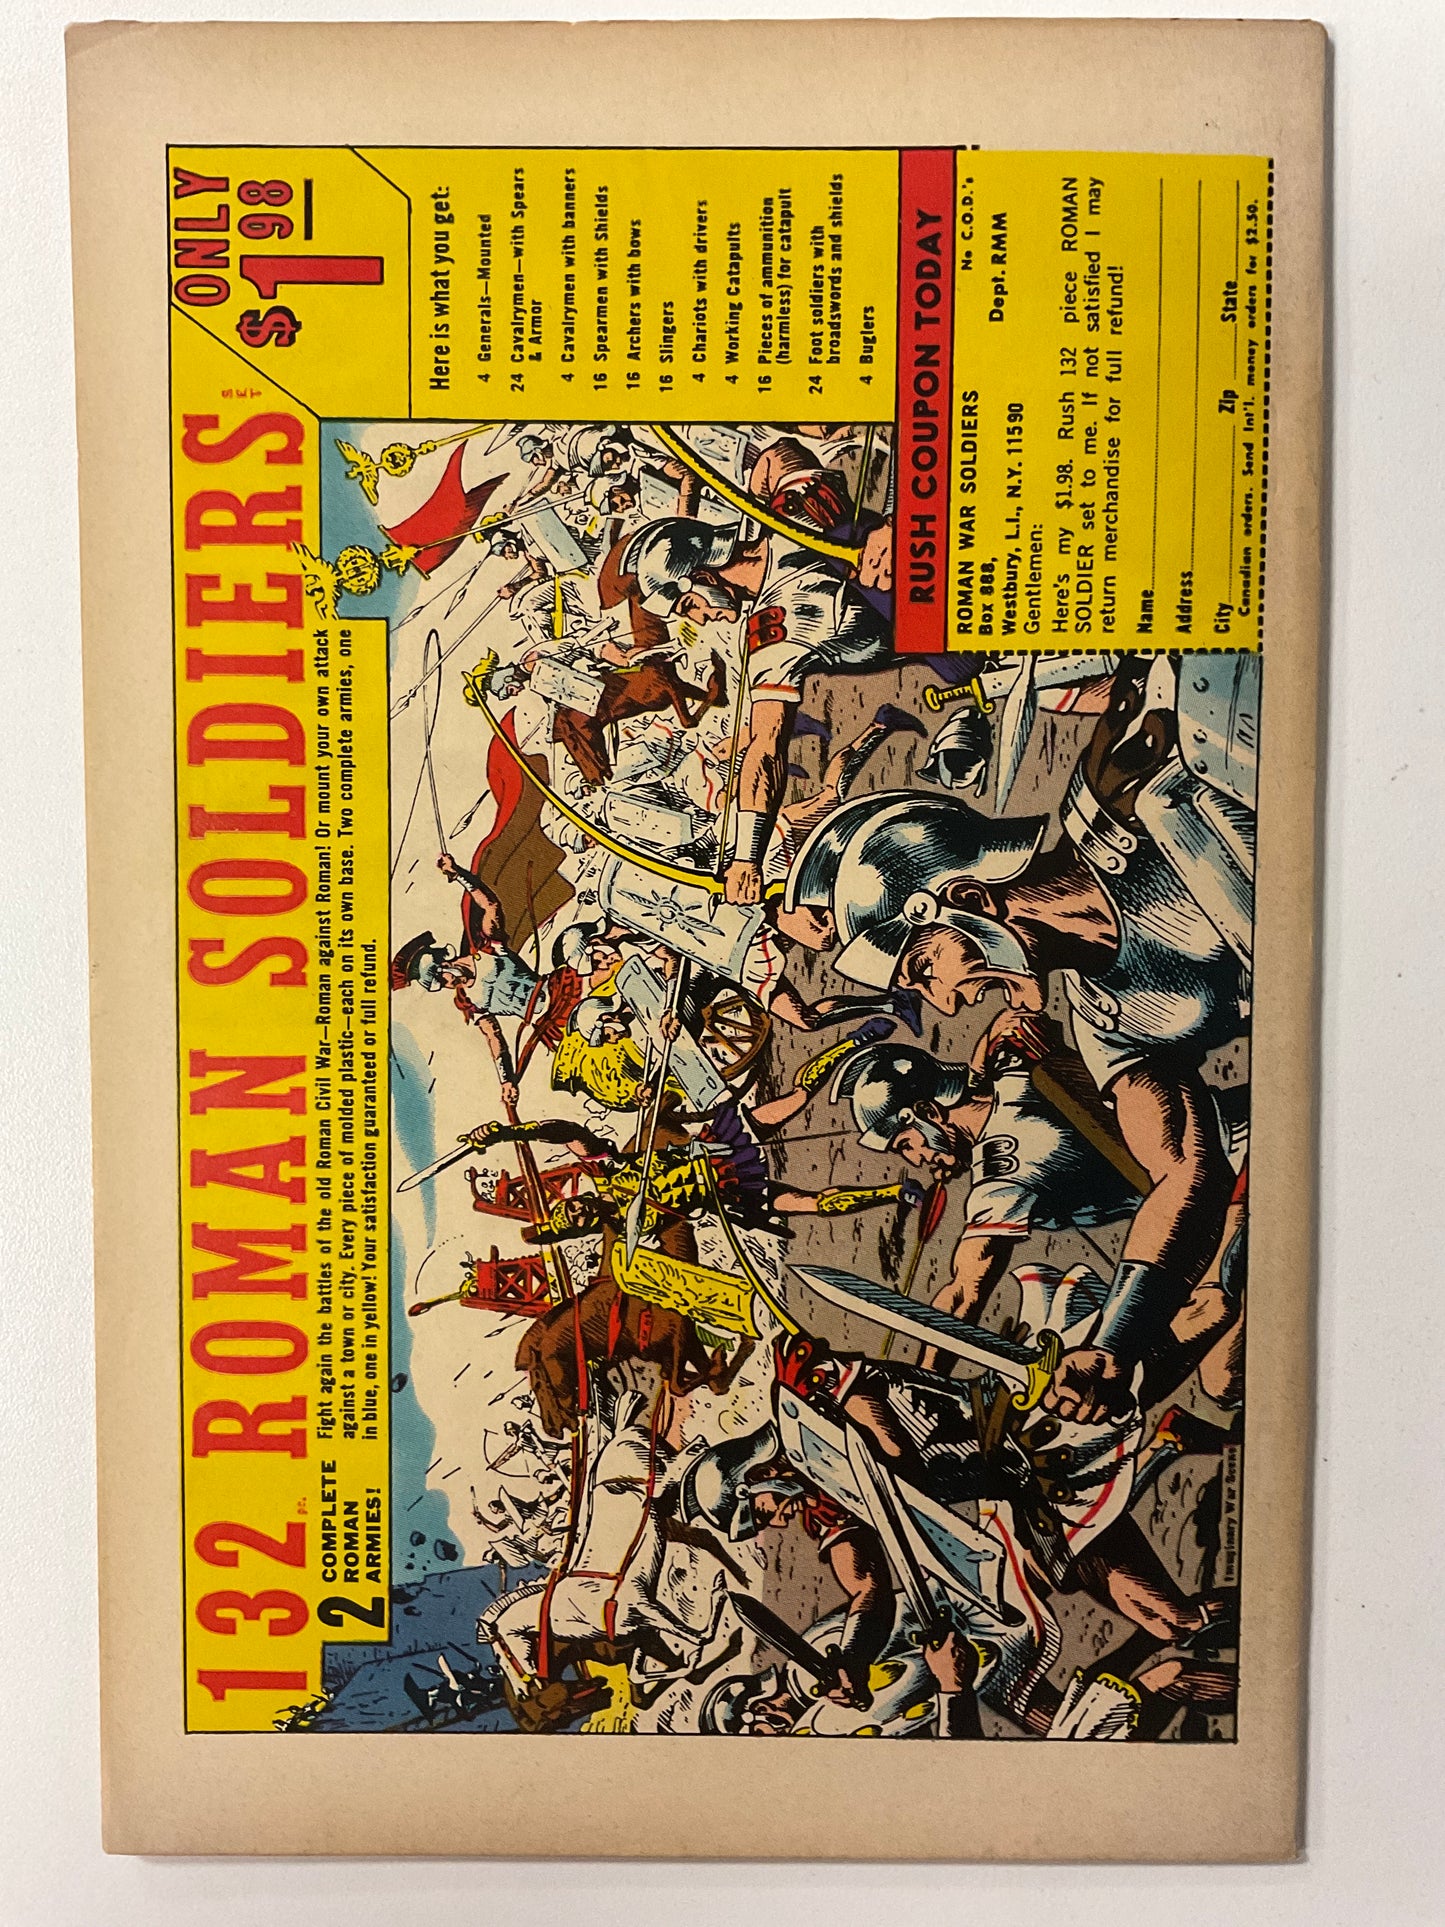 132 pc. ROMAN SOLDIERS SET
ONLY
$1 98
2 COMPLETE
ROMAN
ARMIES!
Fight again the battles of the old Roman Civil War—Roman against Roman! Or mount your own attack
against a town or city. Every piece of molded plastic—each on its own base. Two complete armies, one
in blue, one in yellow! Your satisfaction guaranteed or full refund.
Here is what you get:
4 Generals—Mounted
24 Cavalrymen—with Spears
& Armor
4 Cavalrymen with banners
16 Spearmen with Shields
16 Archers with bows
16 Slingers
4 Chariots with drivers
4 Working Catapults
16 Pieces of ammunition
(harmless) for catapult
24 Foot soldiers with
broadswords and shields
4 Buglers
RUSH COUPON TODAY
ROMAN WAR SOLDIERS No C.O.D.'s
Box 888,
Westbury, L.I., N.Y. 11590 Dept. RMM
Gentlemen:
Here's my $1.98. Rush 132 piece ROMAN
SOLDIER set to me. If not satisfied I may
return merchandise for full refund!
Name
Address
City Zip State
Canadian orders. Send Int'l. money orders for $2.50.
Imaginary War Scene